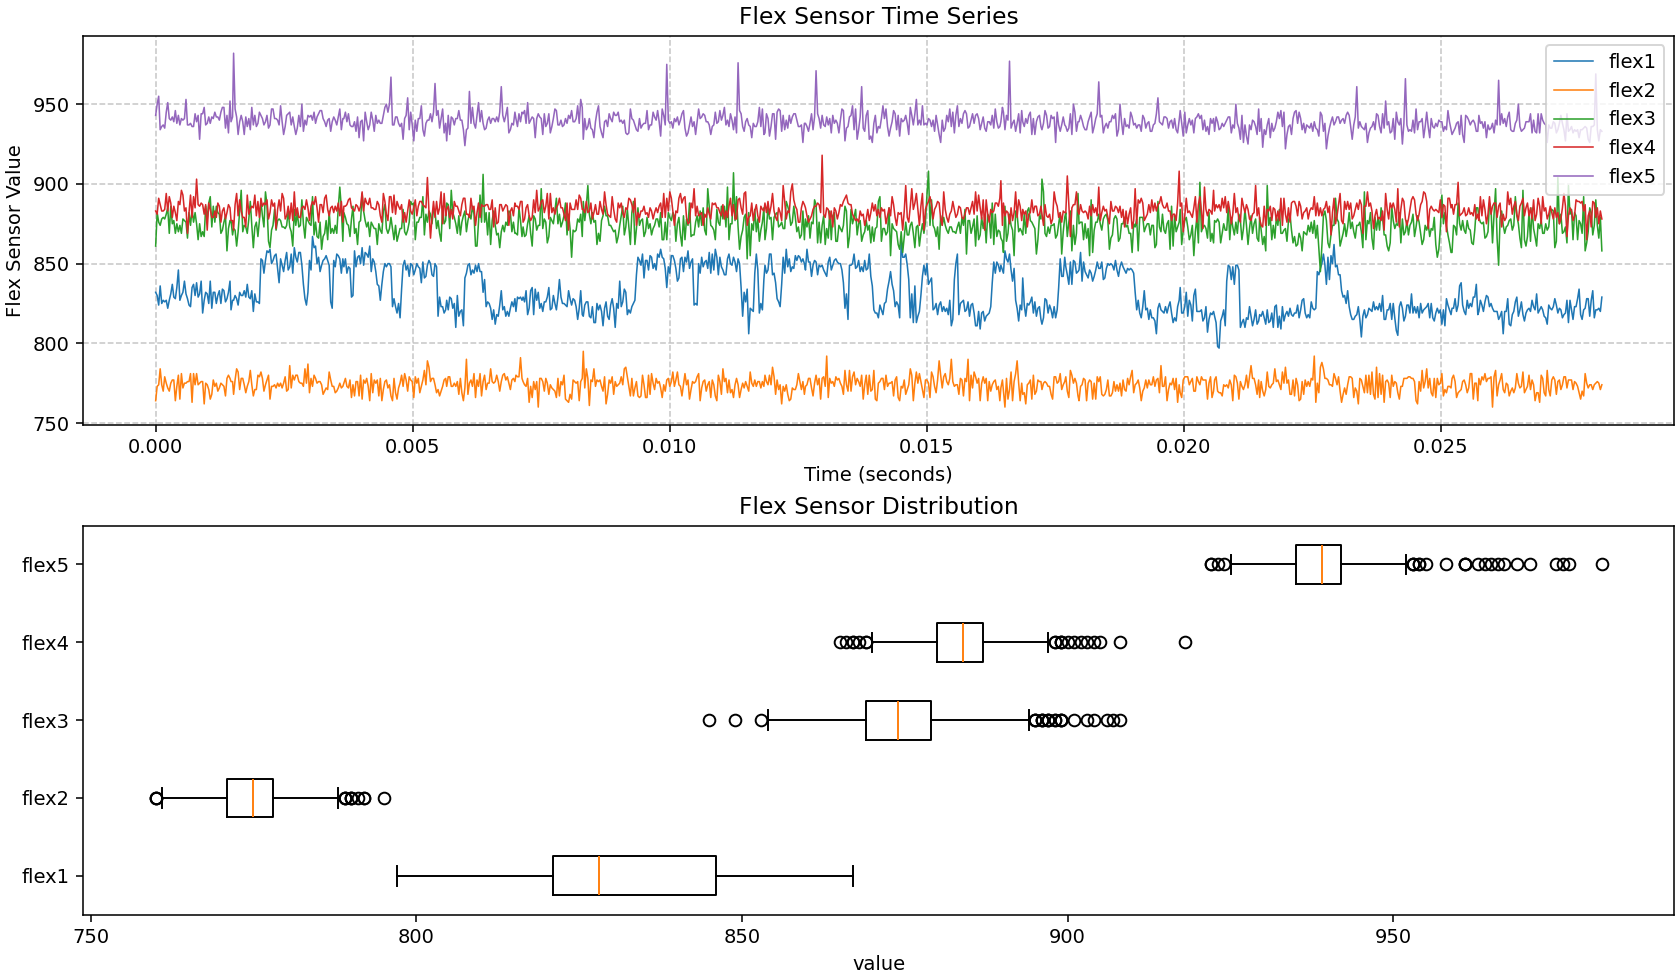 Flex Sensor Time Series
Flex Sensor Value
950
900
850
800
750
flex1
flex2
flex3
flex4
flex5
0.000 0.005 0.010 0.015 0.020 0.025
Time (seconds)
Flex Sensor Distribution
flex5
flex4
flex3
flex2
flex1
750 800 850 900 950
value